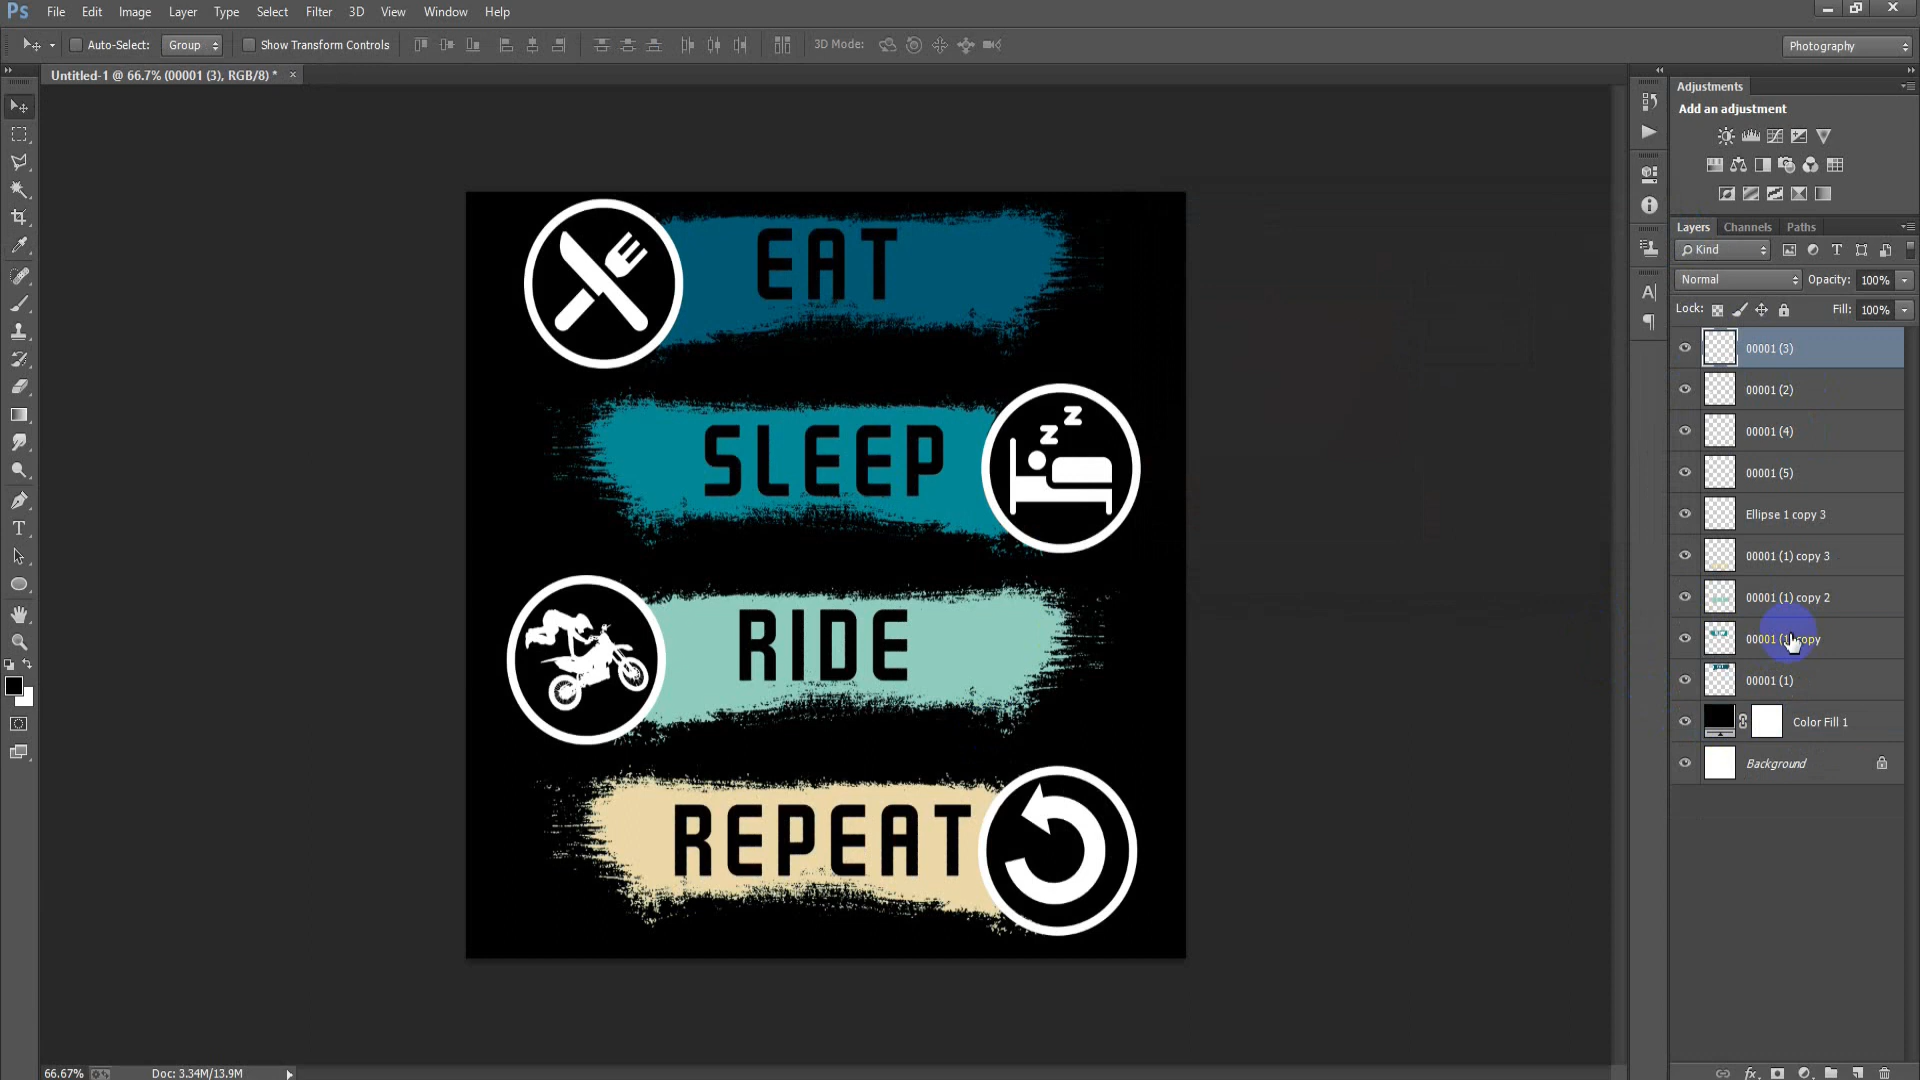 Ps File Edit Image Layer Type Select Filter 3D View Window Help
Auto-Select: Group Show Transform Controls 3D Mode: Photography
Untitled-1 @ 66.7% (00001 (3), RGB/8) * ×
Adjustments
Add an adjustment
Layers Channels Paths
Kind
Normal Opacity: 100%
Lock: Fill: 100%
00001 (3)
00001 (2)
00001 (4)
00001 (5)
Ellipse 1 copy 3
00001 (1) copy 3
00001 (1) copy 2
00001 (1) copy
00001 (1)
Color Fill 1
Background
EAT
z
z
SLEEP
RIDE
REPEAT
66.67% Doc: 3.34M/13.9M